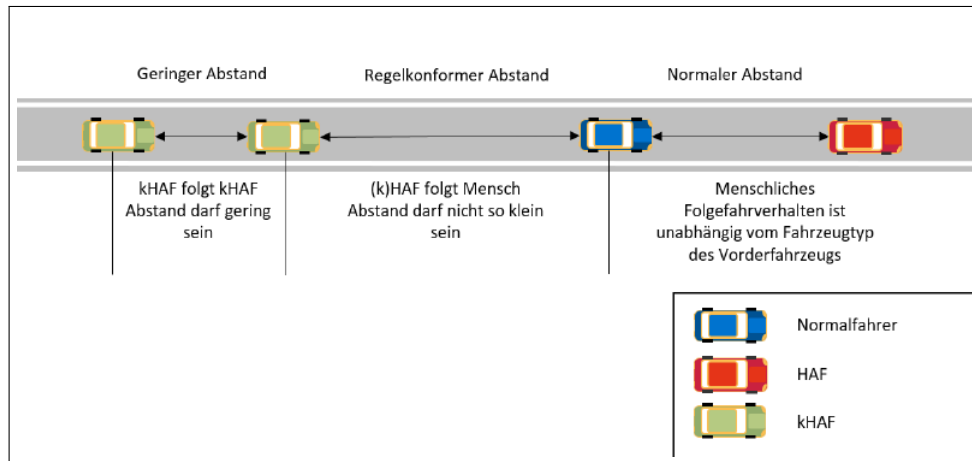 Geringer Abstand
Regelkonformer Abstand
Normaler Abstand
kHAF folgt kHAF
Abstand darf gering
sein
(k)HAF folgt Mensch
Abstand darf nicht so klein
sein
Menschliches
Folgefahrverhalten ist
unabhängig vom Fahrzeugtyp
des Vorderfahrzeugs
Normalfahrer
HAF
kHAF